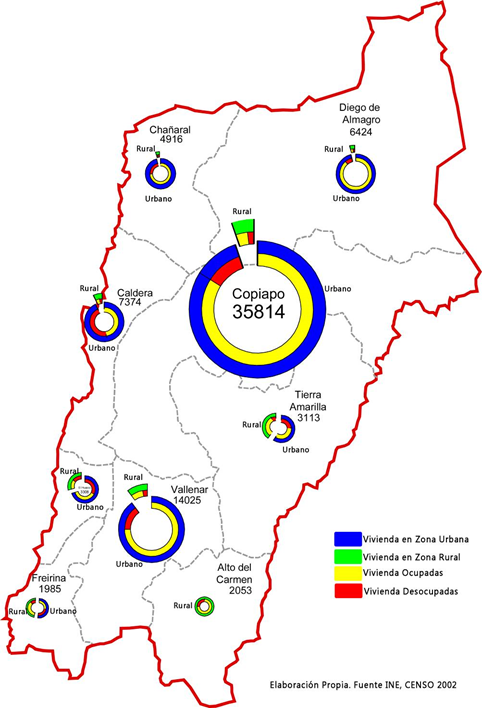 Diego de
Almagro
6424
Rural
Urbano
Chañaral
4916
Rural
Urbano
Rural
Copiapo
35814
Urbano
Caldera
7374
Rural
Urbano
Tierra
Amarilla
3113
Rural
Urbano
Rural
Urbano
Rural
Vallenar
14025
Urbano
Freirina
1985
Rural
Urbano
Alto del
Carmen
2053
Rural
Vivienda en Zona Urbana
Vivienda en Zona Rural
Vivienda Ocupadas
Vivienda Desocupadas
Elaboración Propia. Fuente INE, CENSO 2002